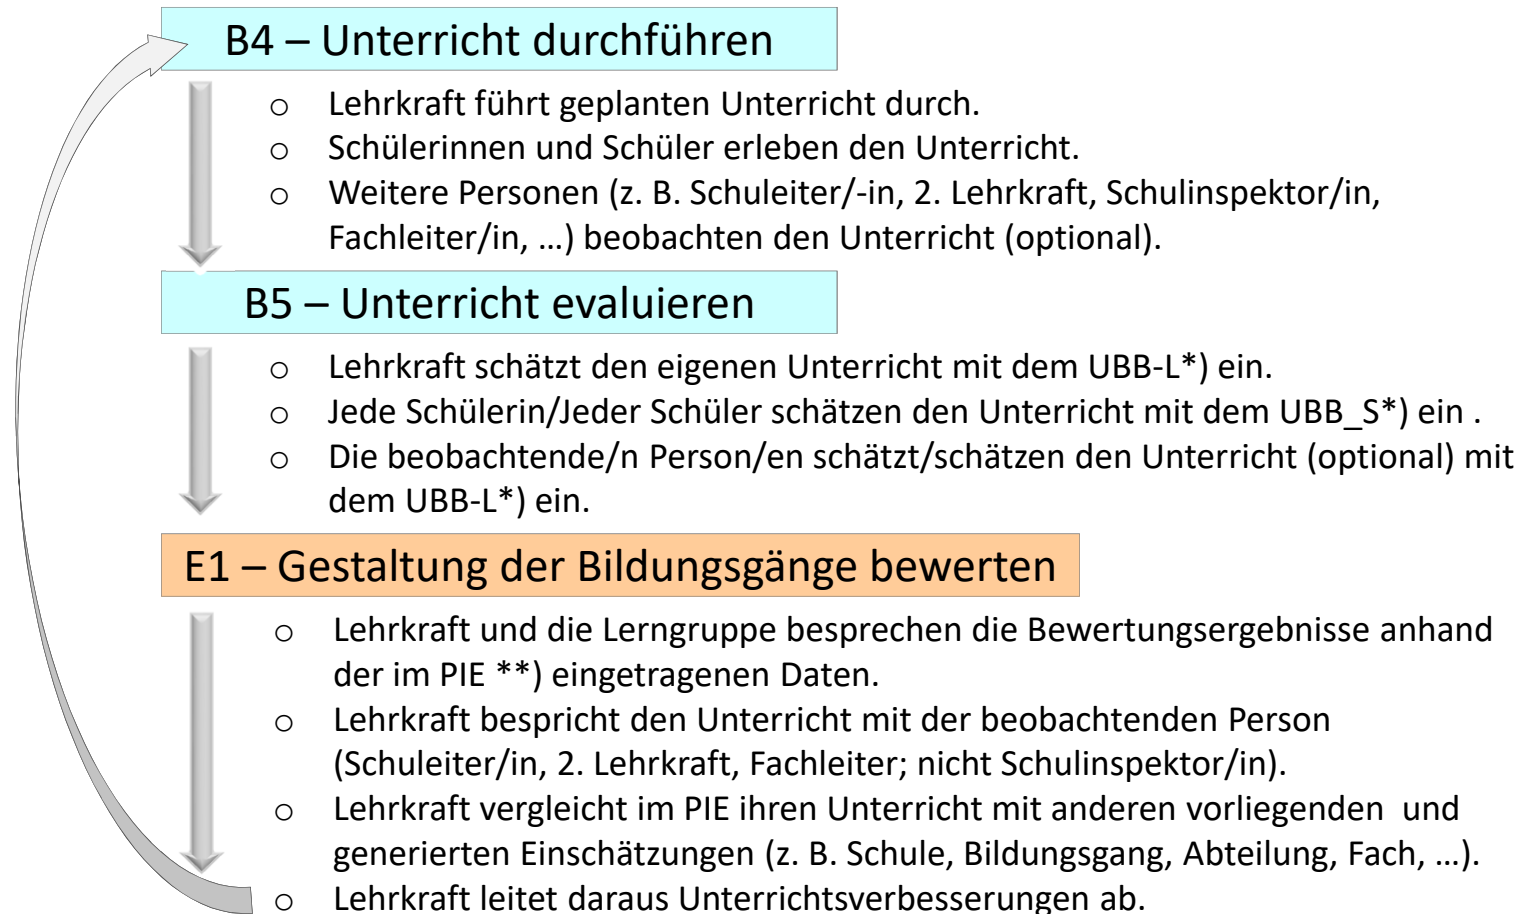 B4 – Unterricht durchführen
o Lehrkraft führt geplanten Unterricht durch.
o Schülerinnen und Schüler erleben den Unterricht.
o Weitere Personen (z. B. Schuleiter/-in, 2. Lehrkraft, Schulinspektor/in,
Fachleiter/in, …) beobachten den Unterricht (optional).
B5 – Unterricht evaluieren
o Lehrkraft schätzt den eigenen Unterricht mit dem UBB-L*) ein.
o Jede Schülerin/Jeder Schüler schätzen den Unterricht mit dem UBB_S*) ein .
o Die beobachtende/n Person/en schätzt/schätzen den Unterricht (optional) mit
dem UBB-L*) ein.
E1 – Gestaltung der Bildungsgänge bewerten
o Lehrkraft und die Lerngruppe besprechen die Bewertungsergebnisse anhand
der im PIE **) eingetragenen Daten.
o Lehrkraft bespricht den Unterricht mit der beobachtenden Person
(Schuleiter/in, 2. Lehrkraft, Fachleiter; nicht Schulinspektor/in).
o Lehrkraft vergleicht im PIE ihren Unterricht mit anderen vorliegenden und
generierten Einschätzungen (z. B. Schule, Bildungsgang, Abteilung, Fach, …).
o Lehrkraft leitet daraus Unterrichtsverbesserungen ab.